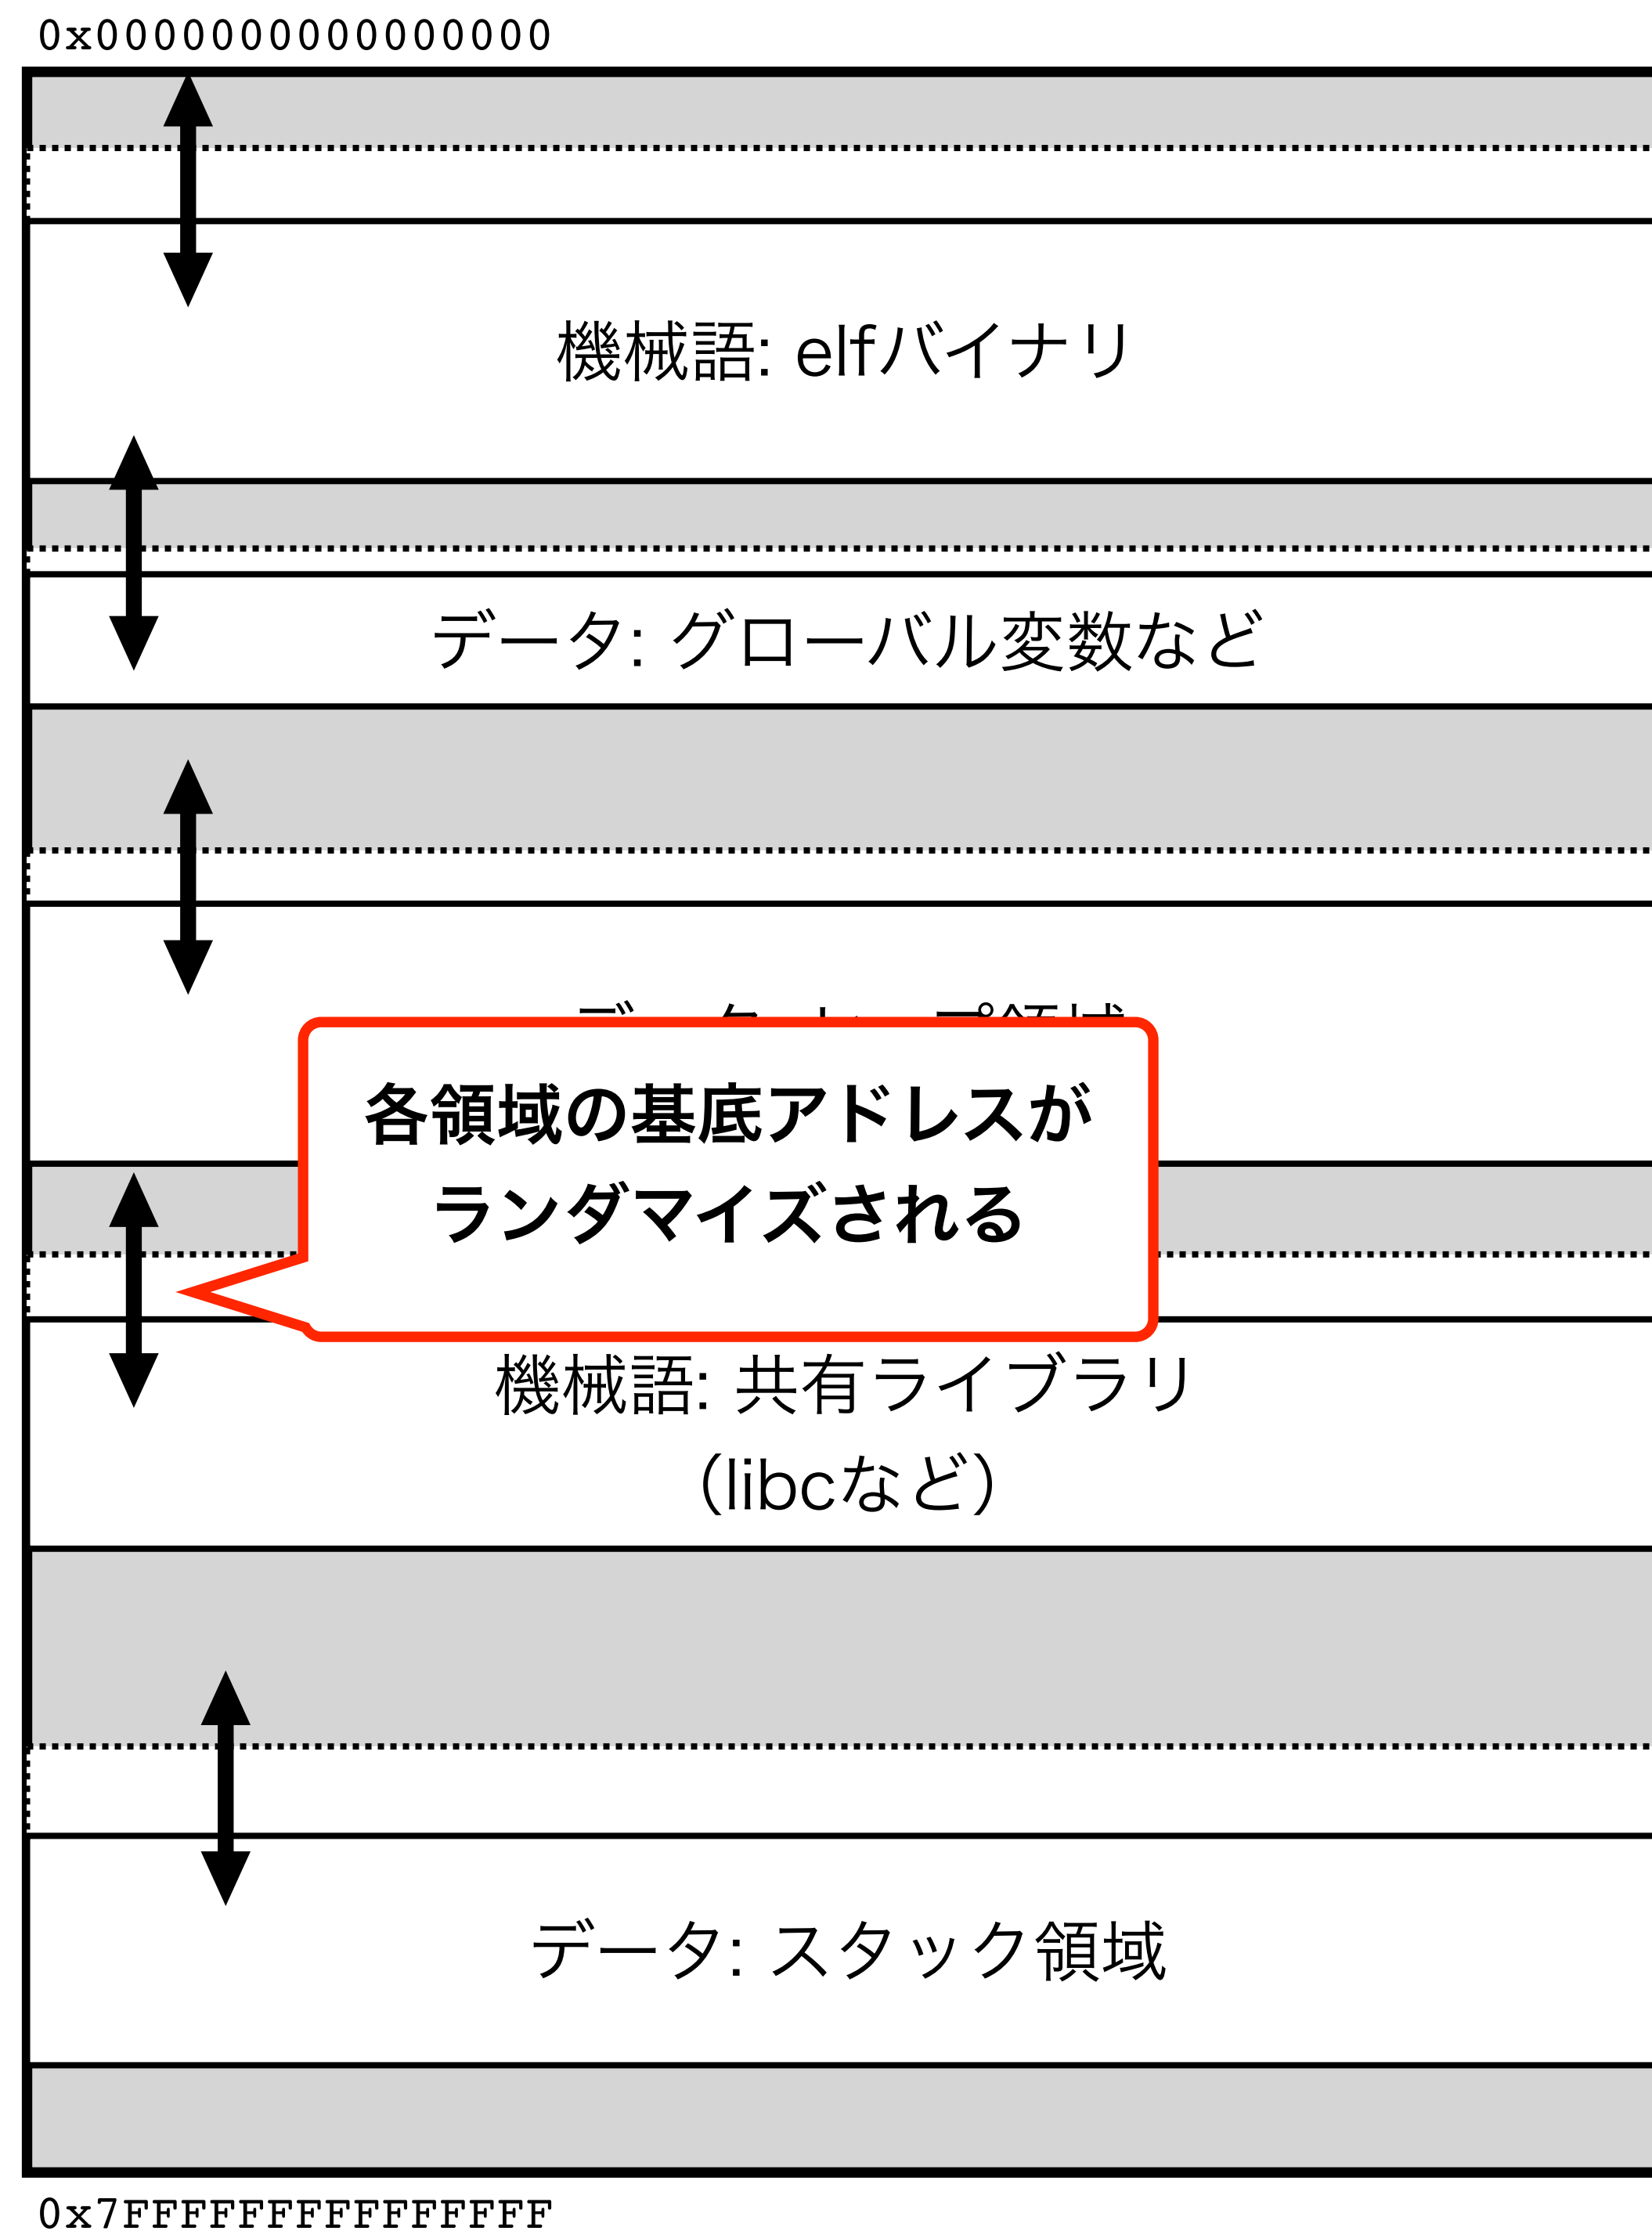 0x0000000000000000
機械語: elfバイナリ
データ: グローバル変数など
各領域の基底アドレスが
ランダマイズされる
機械語: 共有ライブラリ
（libcなど）
データ: スタック領域
0x7FFFFFFFFFFFFFFF